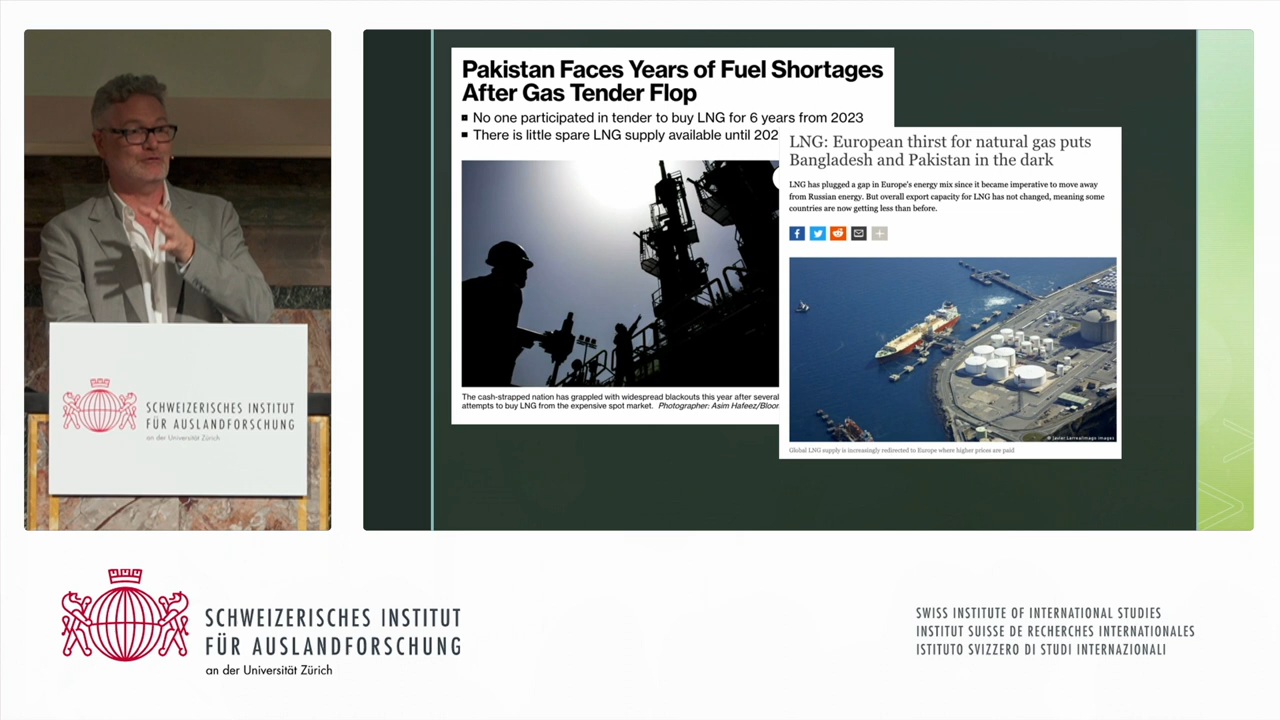 Pakistan Faces Years of Fuel Shortages
After Gas Tender Flop
No one participated in tender to buy LNG for 6 years from 2023
There is little spare LNG supply available until 202
The cash-strapped nation has grappled with widespread blackouts this year after several
attempts to buy LNG from the expensive spot market. Photographer: Asim Hafeez/Bloo
LNG: European thirst for natural gas puts
Bangladesh and Pakistan in the dark
LNG has plugged a gap in Europe's energy mix since it became imperative to move away
from Russian energy. But overall export capacity for LNG has not changed, meaning some
countries are now getting less than before.
© Javier Larrea/imago images
Global LNG supply is increasingly redirected to Europe where higher prices are paid
SCHWEIZERISCHES INSTITUT
FÜR AUSLANDFORSCHUNG
an der Universität Zürich
SCHWEIZERISCHES INSTITUT
FÜR AUSLANDFORSCHUNG
an der Universität Zürich
SWISS INSTITUTE OF INTERNATIONAL STUDIES
INSTITUT SUISSE DE RECHERCHES INTERNATIONALES
ISTITUTO SVIZZERO DI STUDI INTERNAZIONALI